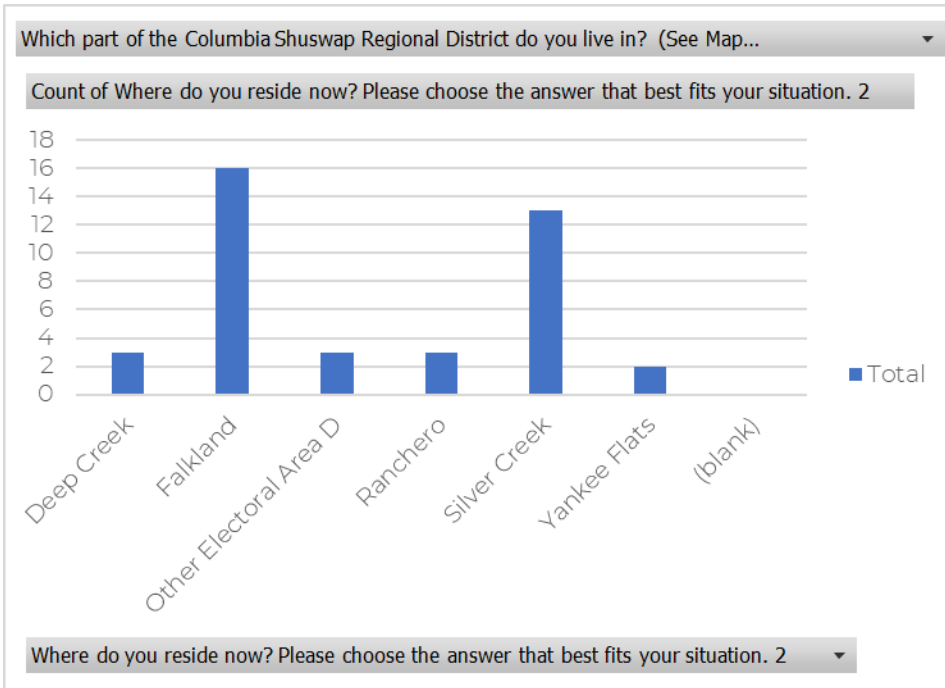 Which part of the Columbia Shuswap Regional District do you live in? (See Map...
Count of Where do you reside now? Please choose the answer that best fits your situation. 2
18
16
14
12
10
8
6
4
2
0
Total
Deep Creek
Falkland
Other Electoral Area D
Ranchero
Silver Creek
Yankee Flats
(blank)
Where do you reside now? Please choose the answer that best fits your situation. 2